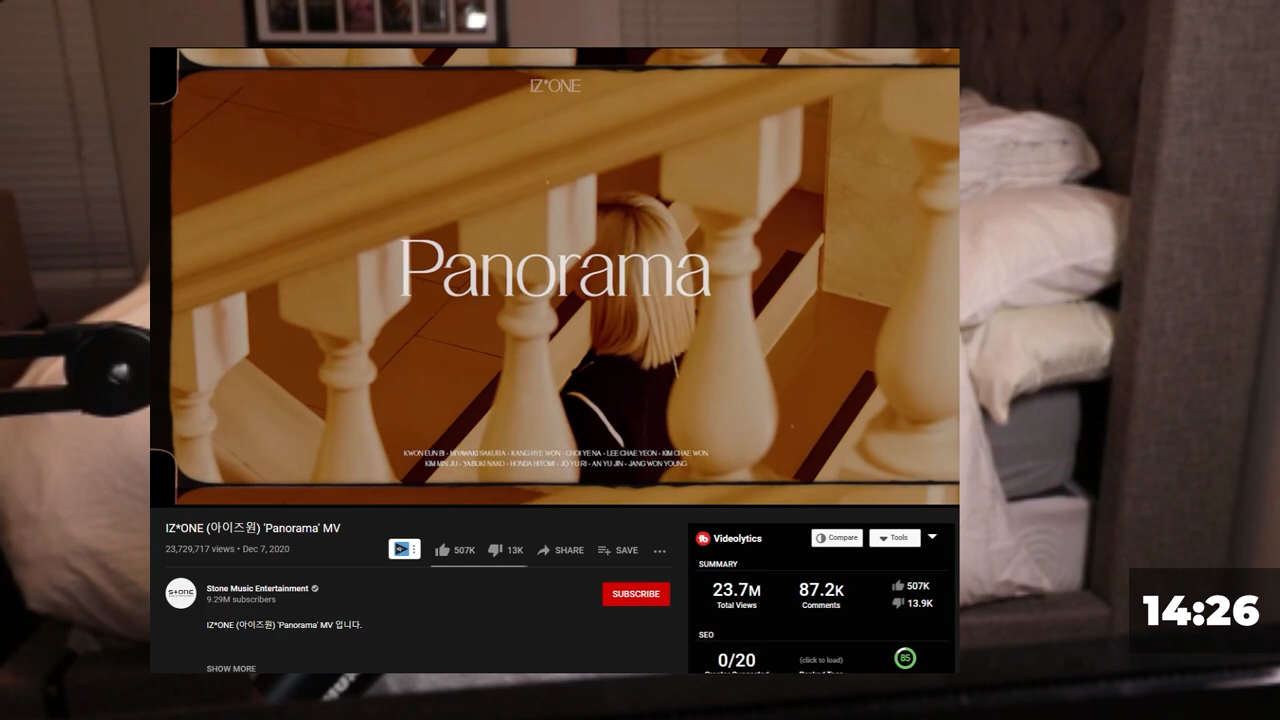 IZ*ONE
Panorama
KWON EUN BI - MIYAWAKI SAKURA - KANG HYE WON - CHOI YE NA - LEE CHAE YEON - KIM CHAE WON
KIM MIN JU - YABUKI NAKO - HONDA HITOMI - JO YU RI - AN YU JIN - JANG WON YOUNG
IZ*ONE (아이즈원) 'Panorama' MV
23,729,717 views • Dec 7, 2020
507K
13K
SHARE
SAVE
S+ONE
Stone Music Entertainment
9.29M subscribers
SUBSCRIBE
IZ*ONE (아이즈원) 'Panorama' MV 입니다.
SHOW MORE
Videolytics
Compare
Tools
SUMMARY
23.7M
87.2K
507K
Total Views
Comments
13.9K
SEO
0/20
(click to load)
85
14:26